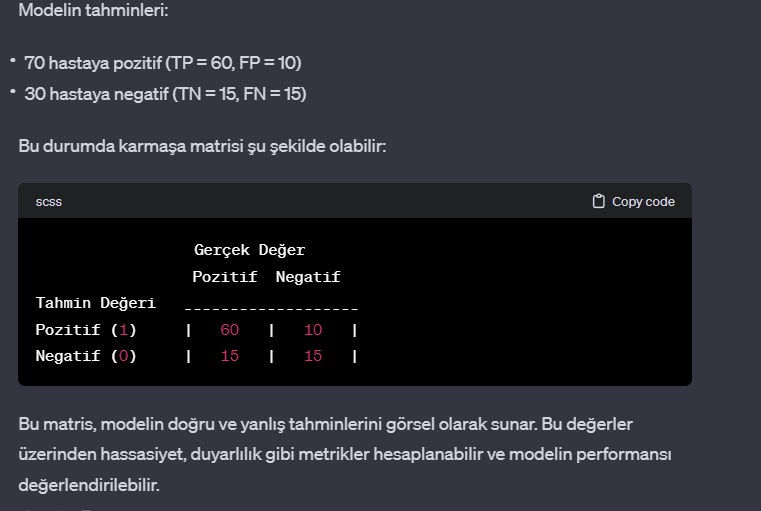 Modelin tahminleri:
• 70 hastaya pozitif (TP = 60, FP = 10)
• 30 hastaya negatif (TN = 15, FN = 15)
Bu durumda karmaşa matrisi şu şekilde olabilir:
scss Copy code
Gerçek Değer
Pozitif Negatif
Tahmin Değeri -------------------
Pozitif (1) | 60 | 10 |
Negatif (0) | 15 | 15 |
Bu matris, modelin doğru ve yanlış tahminlerini görsel olarak sunar. Bu değerler
üzerinden hassasiyet, duyarlılık gibi metrikler hesaplanabilir ve modelin performansı
değerlendirilebilir.